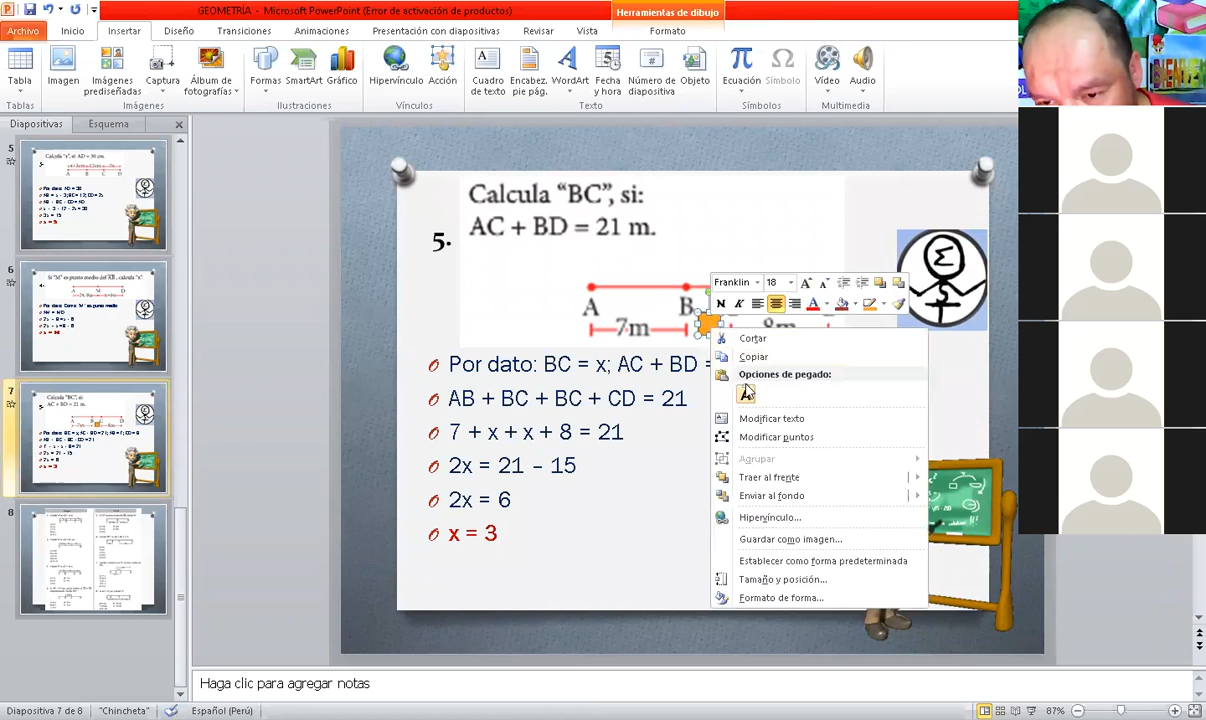 GEOMETRÍA - Microsoft PowerPoint (Error de activación de productos)
Herramientas de dibujo
Archivo Inicio Insertar Diseño Transiciones Animaciones Presentación con diapositivas Revisar Vista Formato
Tabla Imagen Imágenes prediseñadas Captura Álbum de fotografías Formas SmartArt Gráfico Hipervínculo Acción Cuadro de texto Encabez. pie pág. WordArt Fecha y hora Número de diapositiva Objeto Ecuación Símbolo Vídeo Audio
Tablas Imágenes Ilustraciones Vínculos Texto Símbolos Multimedia
Diapositivas Esquema
5
6
7
8
Calcula "BC", si:
AC + BD = 21 m.
5.
A B
7m 8m
Por dato: BC = x; AC + BD =
AB + BC + BC + CD = 21
7 + x + x + 8 = 21
2x = 21 – 15
2x = 6
x = 3
Franklin 18
N K
Cortar
Copiar
Opciones de pegado:
Modificar texto
Modificar puntos
Agrupar
Traer al frente
Enviar al fondo
Hipervínculo...
Guardar como imagen...
Establecer como forma predeterminada
Tamaño y posición...
Formato de forma...
Haga clic para agregar notas
Diapositiva 7 de 8 "Chincheta" Español (Perú) 87%